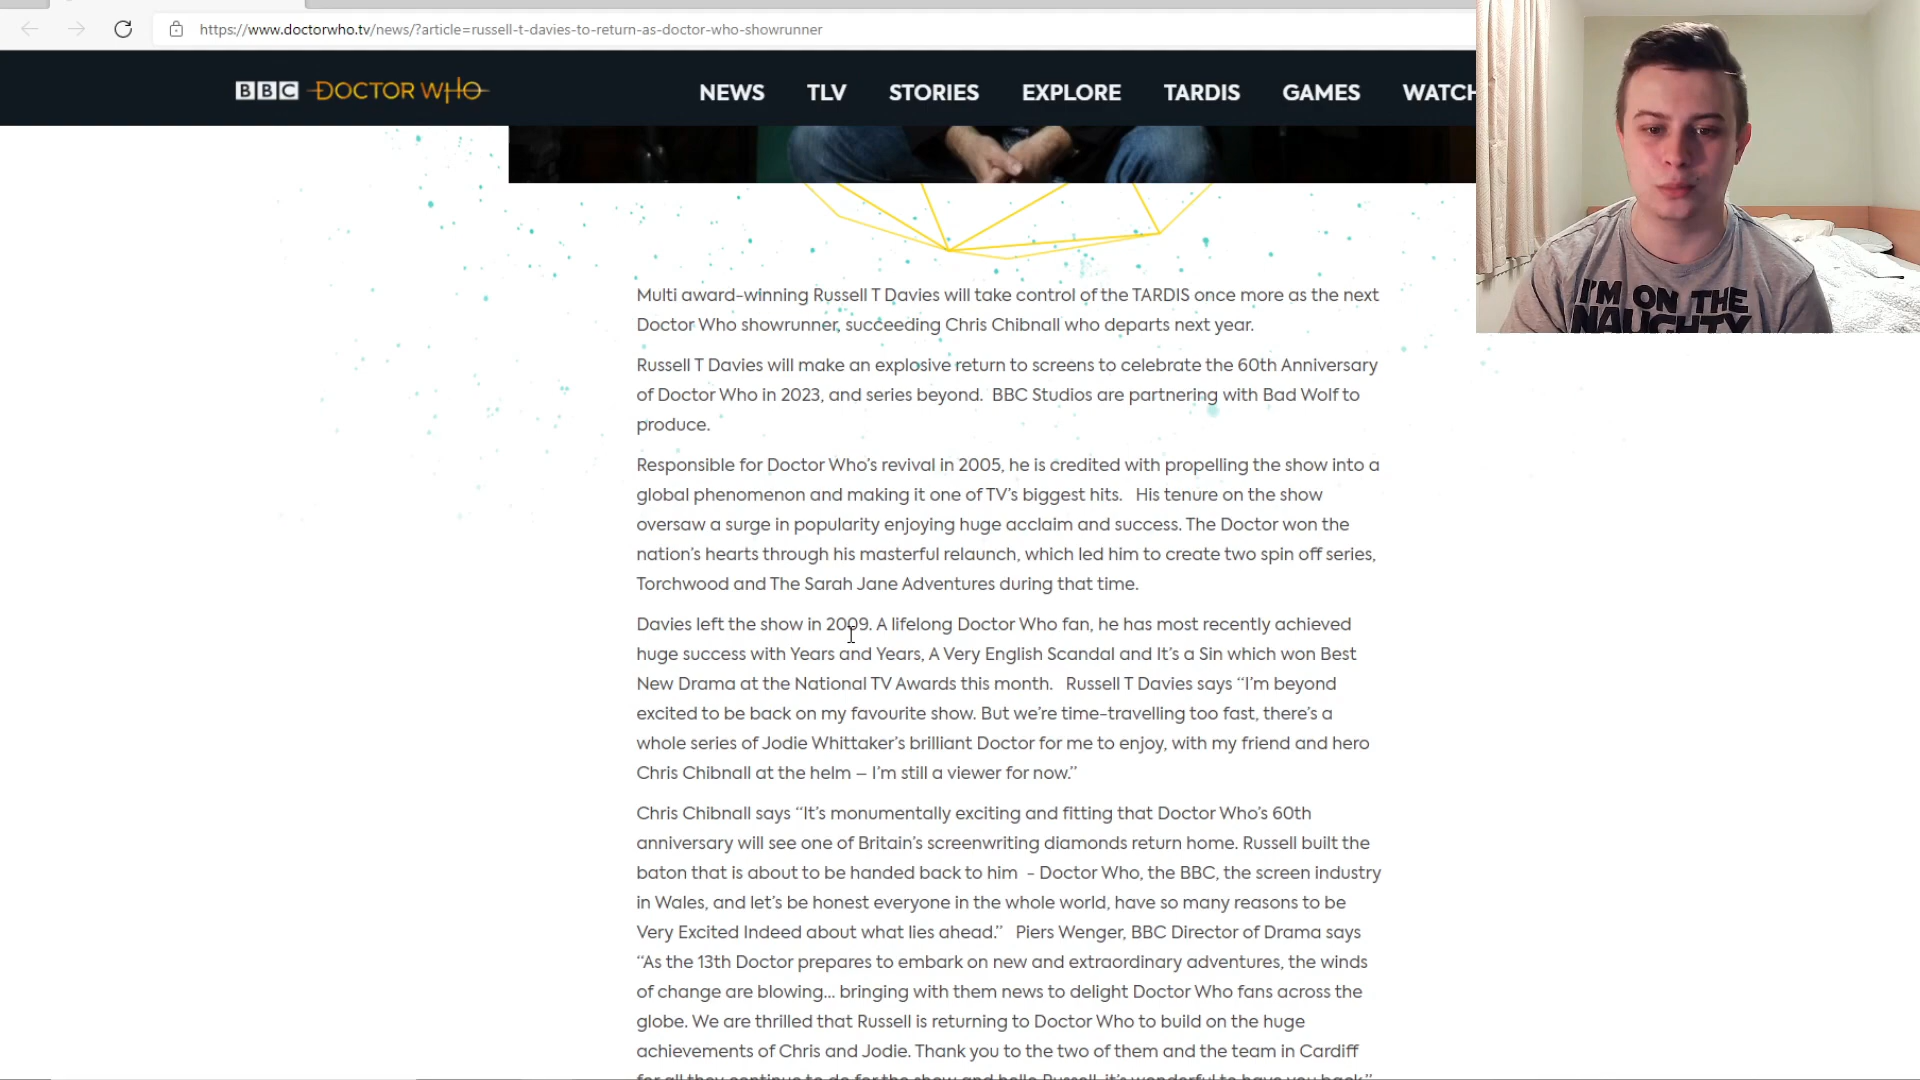 https://www.doctorwho.tv/news/?article=russell-t-davies-to-return-as-doctor-who-showrunner
BBC DOCTOR WHO
NEWS TLV STORIES EXPLORE TARDIS GAMES WATCH
I'M ON THE
NAUGHTY
Multi award-winning Russell T Davies will take control of the TARDIS once more as the next
Doctor Who showrunner, succeeding Chris Chibnall who departs next year.
Russell T Davies will make an explosive return to screens to celebrate the 60th Anniversary
of Doctor Who in 2023, and series beyond. BBC Studios are partnering with Bad Wolf to
produce.
Responsible for Doctor Who's revival in 2005, he is credited with propelling the show into a
global phenomenon and making it one of TV's biggest hits. His tenure on the show
oversaw a surge in popularity enjoying huge acclaim and success. The Doctor won the
nation's hearts through his masterful relaunch, which led him to create two spin off series,
Torchwood and The Sarah Jane Adventures during that time.
Davies left the show in 2009. A lifelong Doctor Who fan, he has most recently achieved
huge success with Years and Years, A Very English Scandal and It's a Sin which won Best
New Drama at the National TV Awards this month. Russell T Davies says “I'm beyond
excited to be back on my favourite show. But we're time-travelling too fast, there's a
whole series of Jodie Whittaker's brilliant Doctor for me to enjoy, with my friend and hero
Chris Chibnall at the helm – I'm still a viewer for now.”
Chris Chibnall says “It's monumentally exciting and fitting that Doctor Who's 60th
anniversary will see one of Britain's screenwriting diamonds return home. Russell built the
baton that is about to be handed back to him - Doctor Who, the BBC, the screen industry
in Wales, and let's be honest everyone in the whole world, have so many reasons to be
Very Excited Indeed about what lies ahead.” Piers Wenger, BBC Director of Drama says
“As the 13th Doctor prepares to embark on new and extraordinary adventures, the winds
of change are blowing... bringing with them news to delight Doctor Who fans across the
globe. We are thrilled that Russell is returning to Doctor Who to build on the huge
achievements of Chris and Jodie. Thank you to the two of them and the team in Cardiff
for all they continue to do for the show and hello Russell, it's wonderful to have you back.”